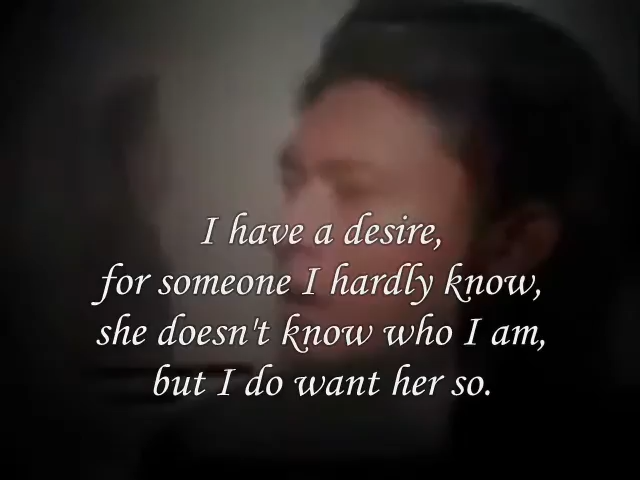 I have a desire,
for someone I hardly know,
she doesn't know who I am,
but I do want her so.